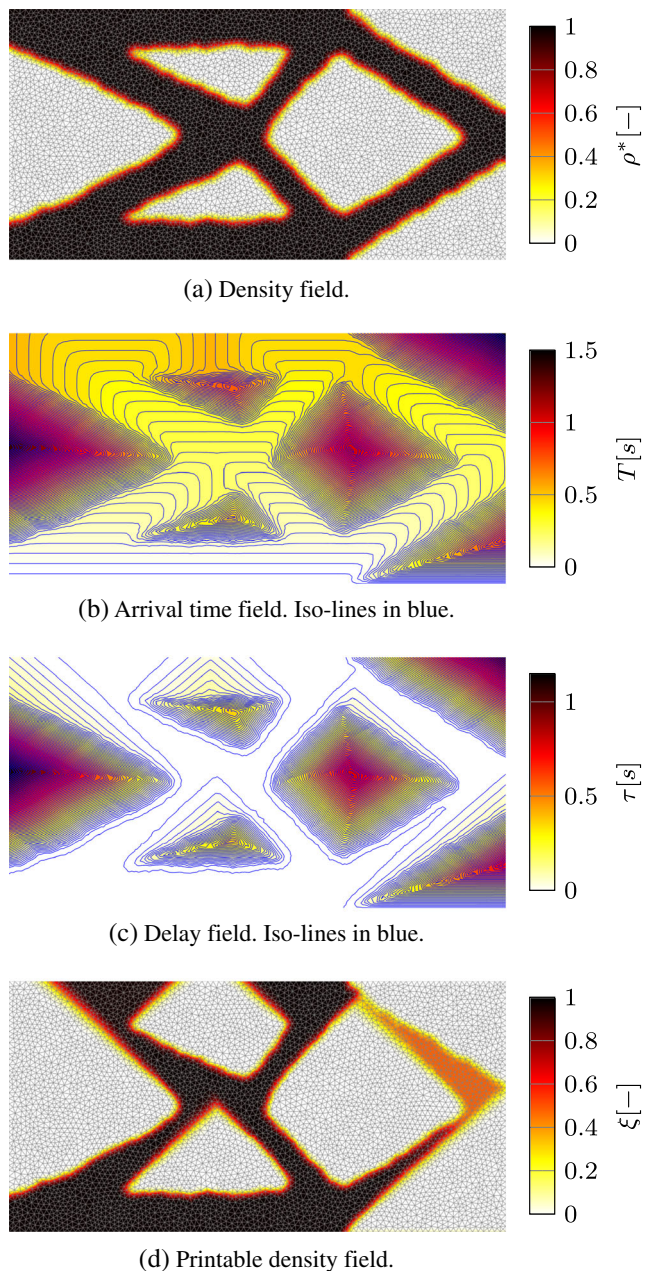 1
0.8
0.6
0.4
0.2
0
ρ* [−]
(a) Density field.
1.5
1
0.5
0
T [s]
(b) Arrival time field. Iso-lines in blue.
1
0.5
0
τ [s]
(c) Delay field. Iso-lines in blue.
1
0.8
0.6
0.4
0.2
0
ξ[−]
(d) Printable density field.